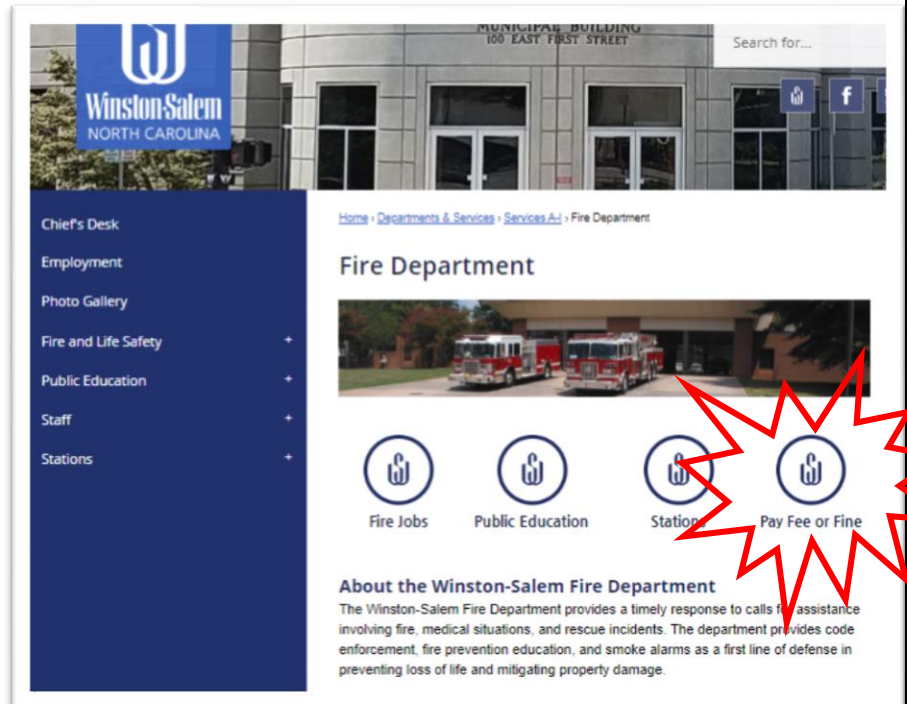 MUNICIPAL BUILDING
100 EAST FIRST STREET
Search for...
Winston-Salem
NORTH CAROLINA
f
Chief's Desk
Employment
Photo Gallery
Fire and Life Safety +
Public Education +
Staff +
Stations +
Home › Departments & Services › Services A-I › Fire Department
Fire Department
Fire Jobs
Public Education
Stations
Pay Fee or Fine
About the Winston-Salem Fire Department
The Winston-Salem Fire Department provides a timely response to calls for assistance
involving fire, medical situations, and rescue incidents. The department provides code
enforcement, fire prevention education, and smoke alarms as a first line of defense in
preventing loss of life and mitigating property damage.